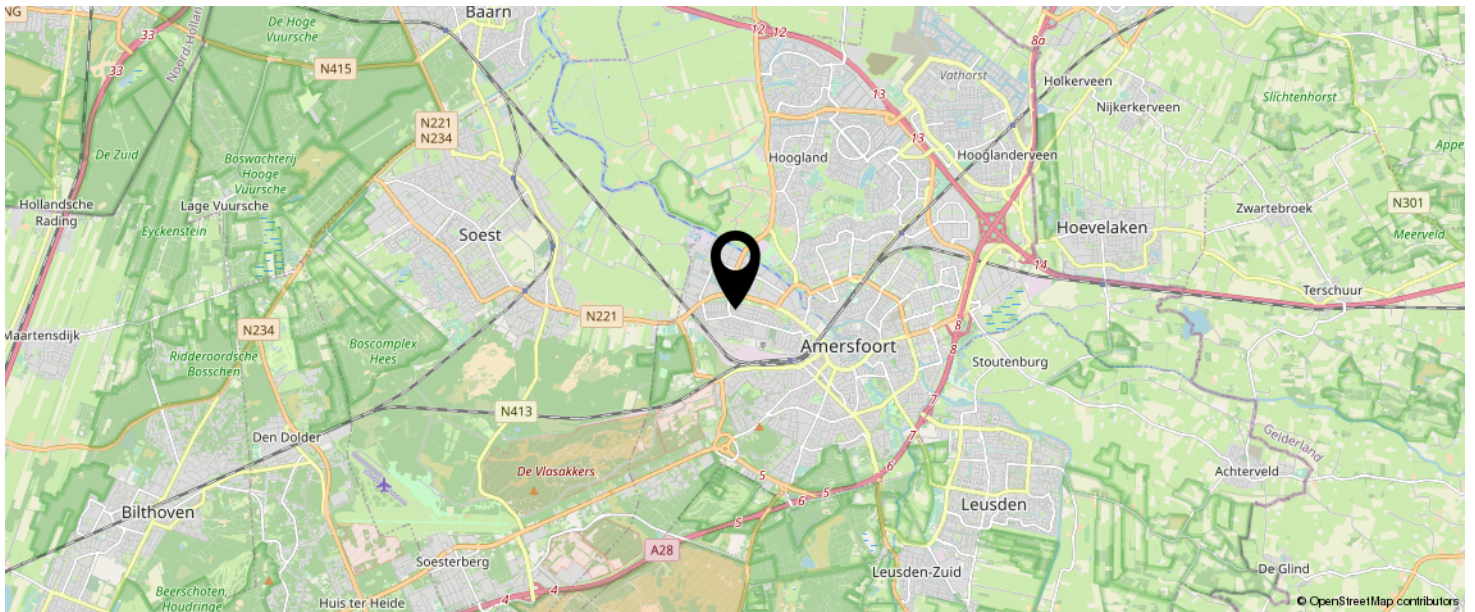 NG
Baarn
De Hoge
Vuursche
33
12
12
8a
Noord-Holland
N415
33
Vathorst
Holkerveen
13
Nijkerkerveen
Slichtenhorst
N221
N234
13
De Zuid
Boswachterij
Hooge
Vuursche
Hoogland
Hooglanderveen
Appe
Hollandsche
Rading
Lage Vuursche
N301
Zwartebroek
Eyckenstein
Soest
Hoevelaken
Meerveld
14
Terschuur
N221
N234
Maartensdijk
8
Boscomplex
Hees
Amersfoort
8
Ridderoordsche
Bosschen
Stoutenburg
7
N413
Den Dolder
7
Gelderland
De Vlasakkers
6
5
Achterveld
5
6
Bilthoven
Leusden
5
A28
Soesterberg
Leusden-Zuid
De Glind
4
4
4
Beerschoten,
Houdringe
Huis ter Heide
© OpenStreetMap contributors